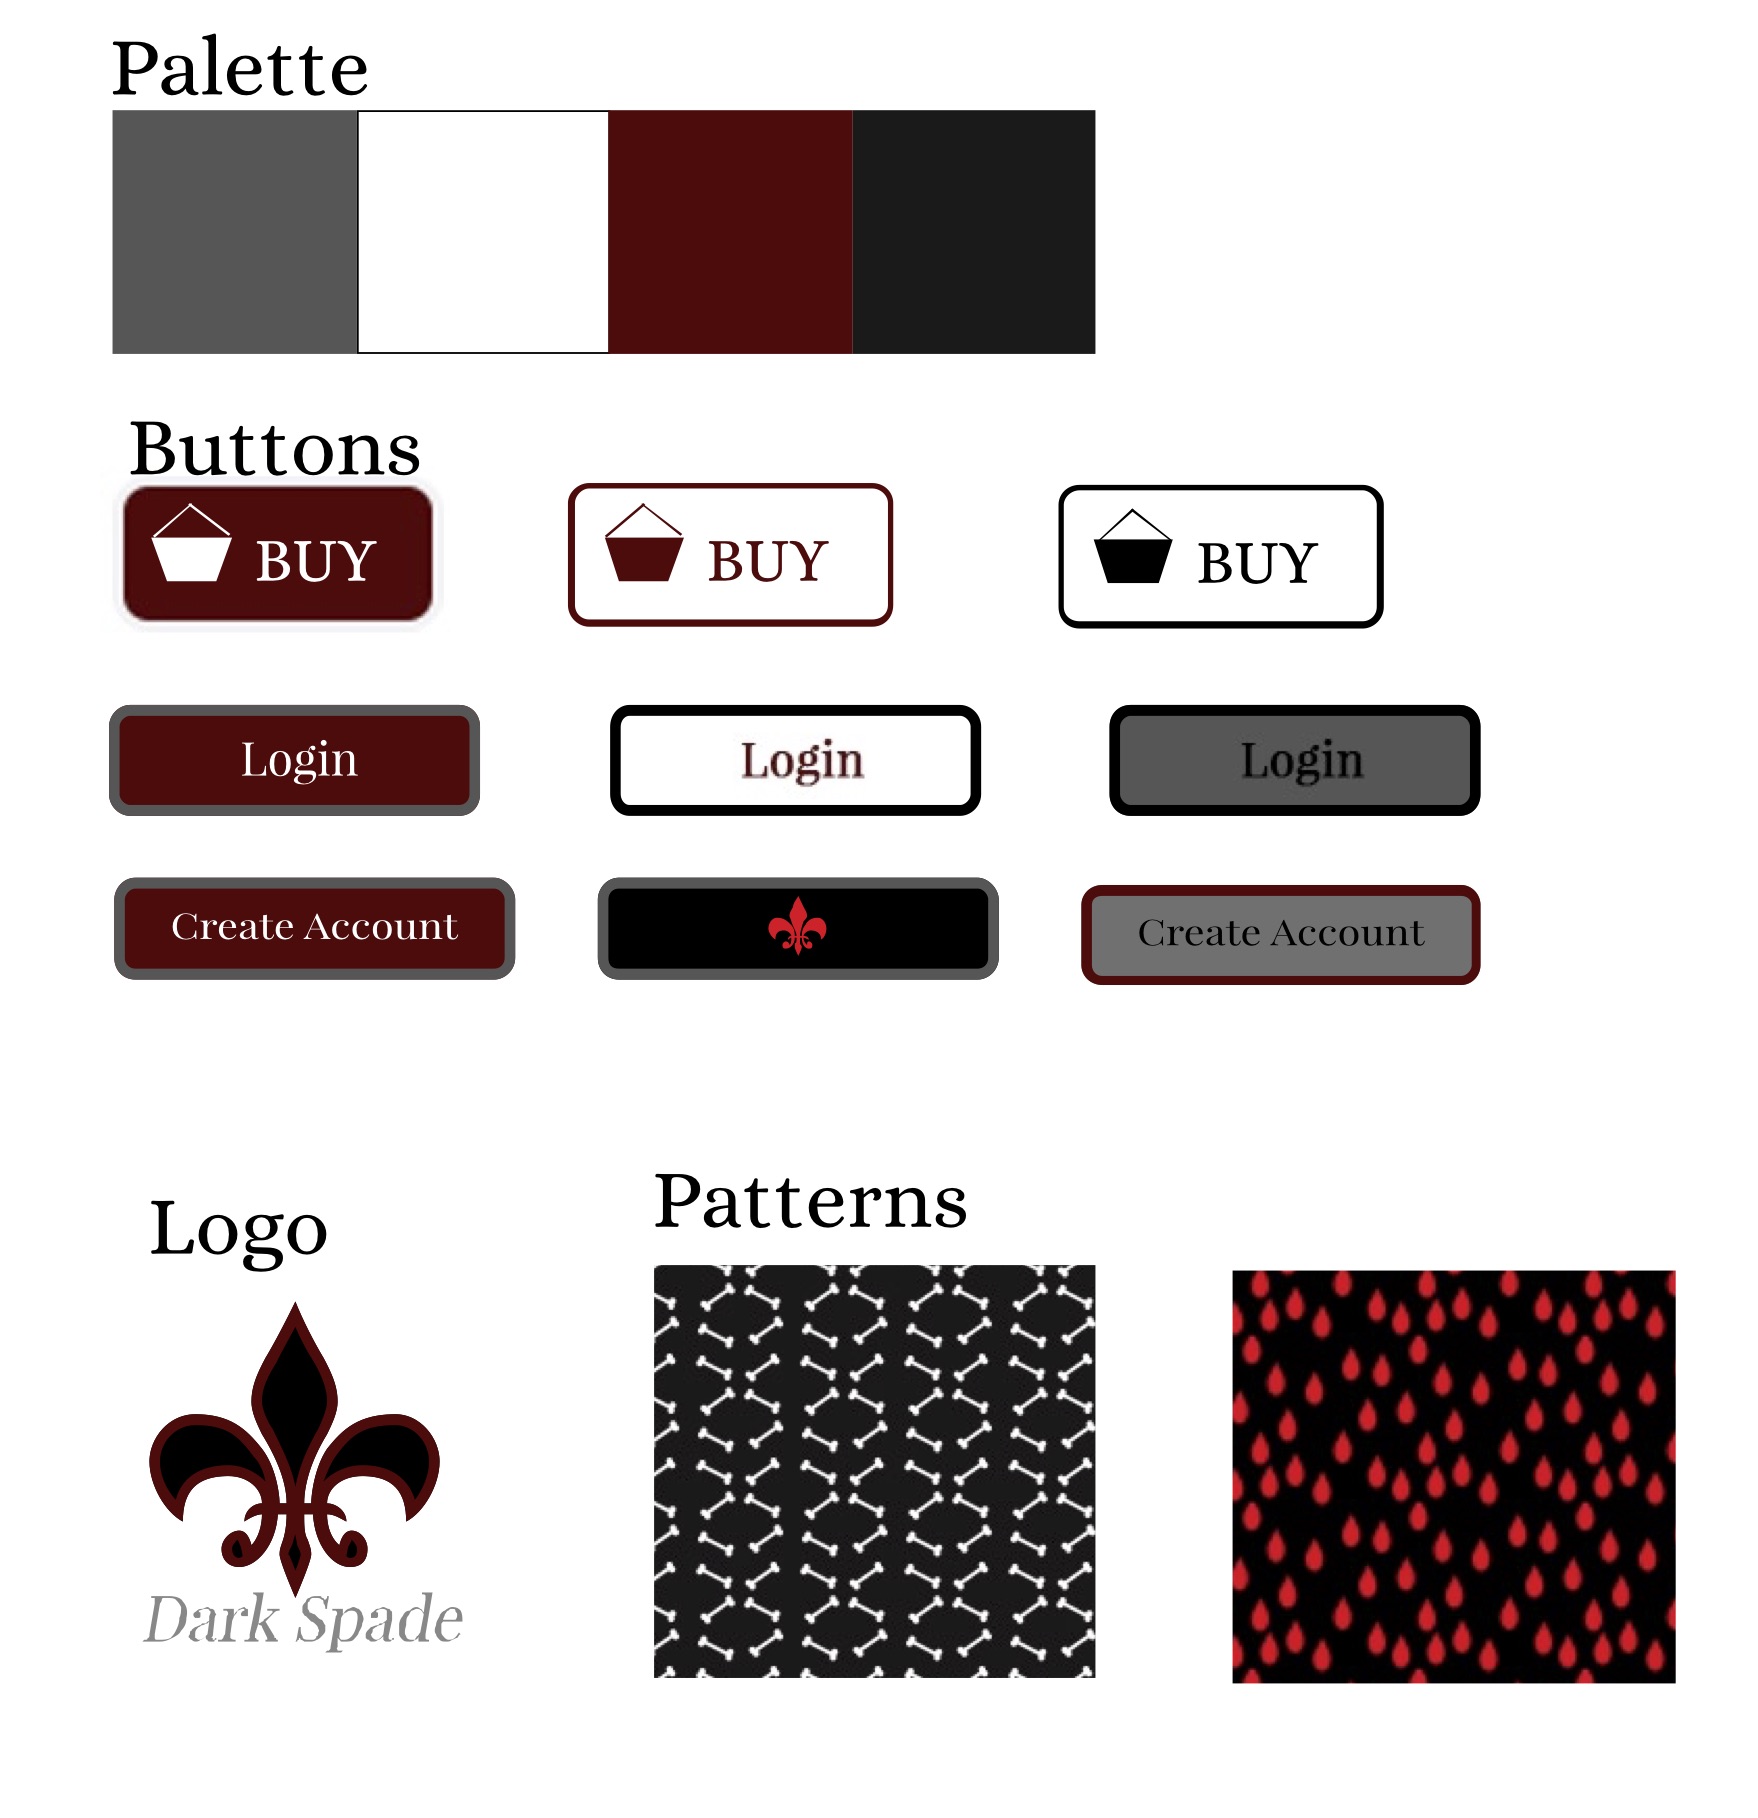 Palette
Buttons
BUY
BUY
BUY
Login
Login
Login
Create Account
Create Account
Logo
Patterns
Dark Spade